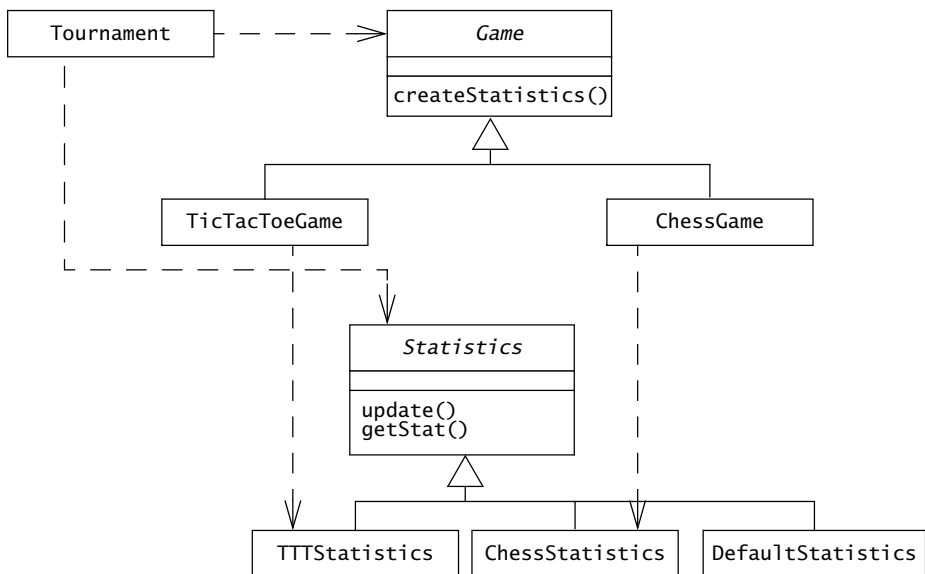 Tournament
Game
createStatistics()
TicTacToeGame
ChessGame
Statistics
update()
getStat()
TTTStatistics
ChessStatistics
DefaultStatistics